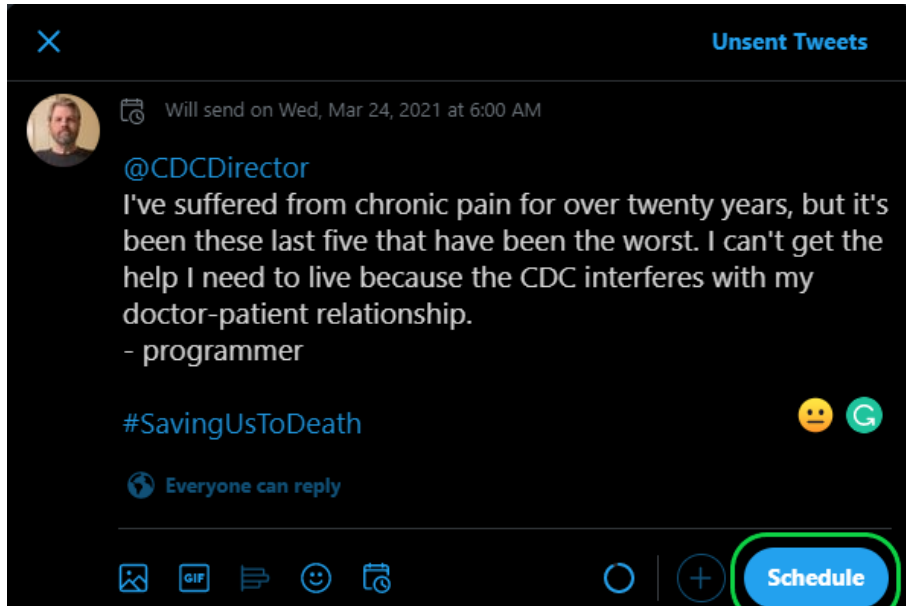 Unsent Tweets
Will send on Wed, Mar 24, 2021 at 6:00 AM
@CDCDirector
I've suffered from chronic pain for over twenty years, but it's
been these last five that have been the worst. I can't get the
help I need to live because the CDC interferes with my
doctor-patient relationship.
- programmer
#SavingUsToDeath
Everyone can reply
GIF
Schedule